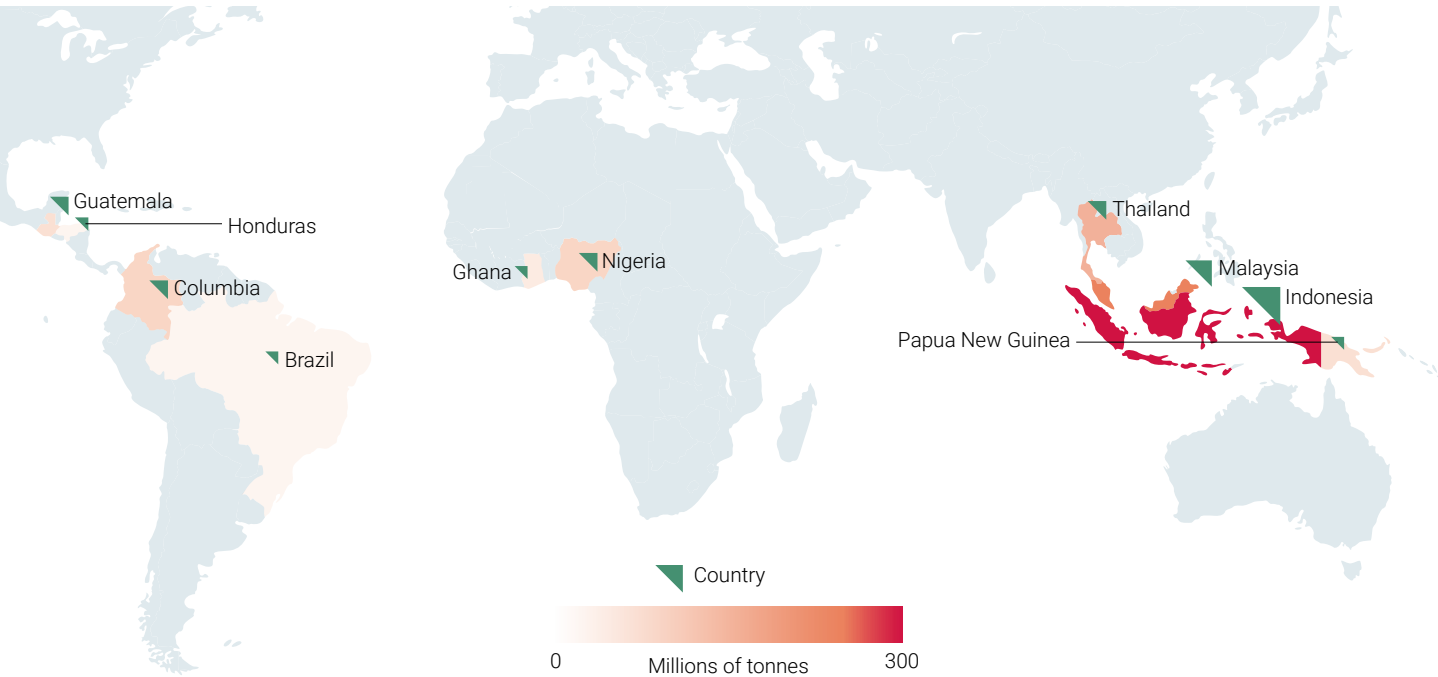 Guatemala
Honduras
Columbia
Brazil
Ghana
Nigeria
Thailand
Malaysia
Indonesia
Papua New Guinea
Country
0
Millions of tonnes
300